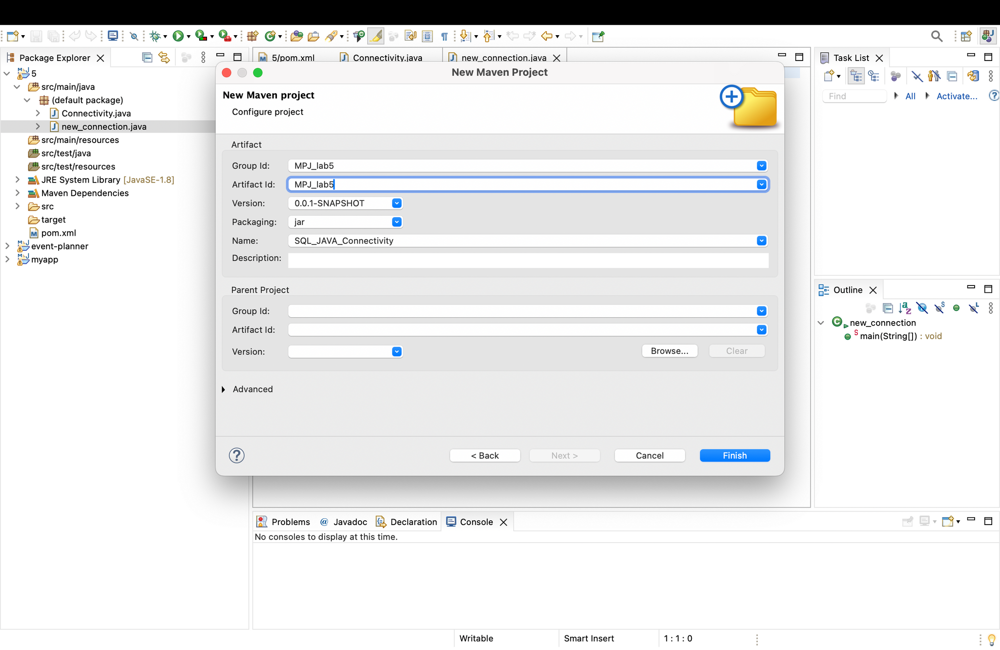 Package Explorer
5/pom.xml
Connectivity.java
new_connection.java
Task List
5
src/main/java
(default package)
Connectivity.java
new_connection.java
src/main/resources
src/test/java
src/test/resources
JRE System Library [JavaSE-1.8]
Maven Dependencies
src
target
pom.xml
event-planner
myapp
New Maven Project
New Maven project
Configure project
Artifact
Group Id: MPJ_lab5
Artifact Id: MPJ_lab5
Version: 0.0.1-SNAPSHOT
Packaging: jar
Name: SQL_JAVA_Connectivity
Description:
Parent Project
Group Id:
Artifact Id:
Version:
Browse... Clear
Advanced
? < Back Next > Cancel Finish
Find All Activate... ?
Outline
new_connection
main(String[]) : void
Problems @ Javadoc Declaration Console
No consoles to display at this time.
Writable Smart Insert 1 : 1 : 0